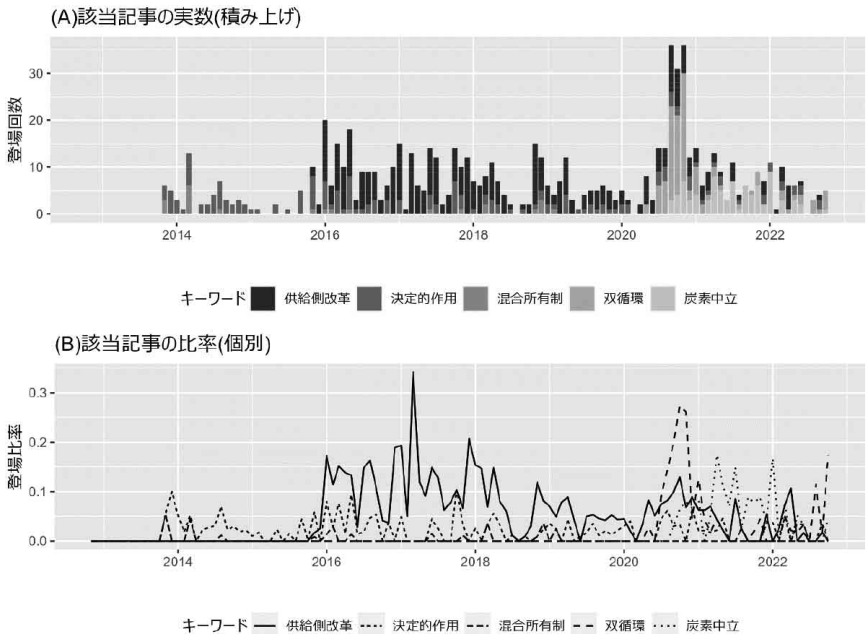 (A)該当記事の実数(積み上げ)
登場回数
30
20
10
0
2014 2016 2018 2020 2022
キーワード 供給側改革 決定的作用 混合所有制 双循環 炭素中立
(B)該当記事の比率(個別)
登場比率
0.3
0.2
0.1
0.0
2014 2016 2018 2020 2022
キーワード 供給側改革 決定的作用 混合所有制 双循環 炭素中立